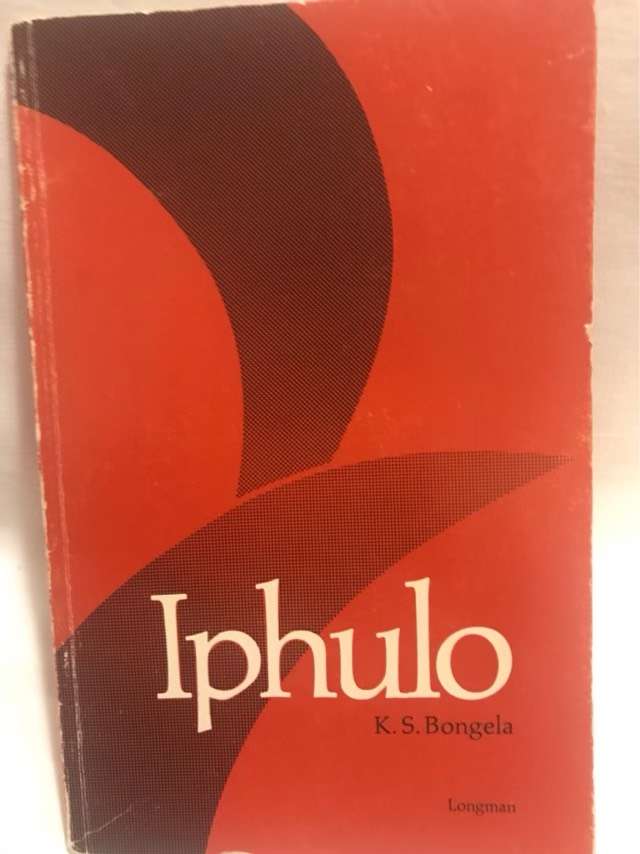 Iphulo
K. S. Bongela
Longman